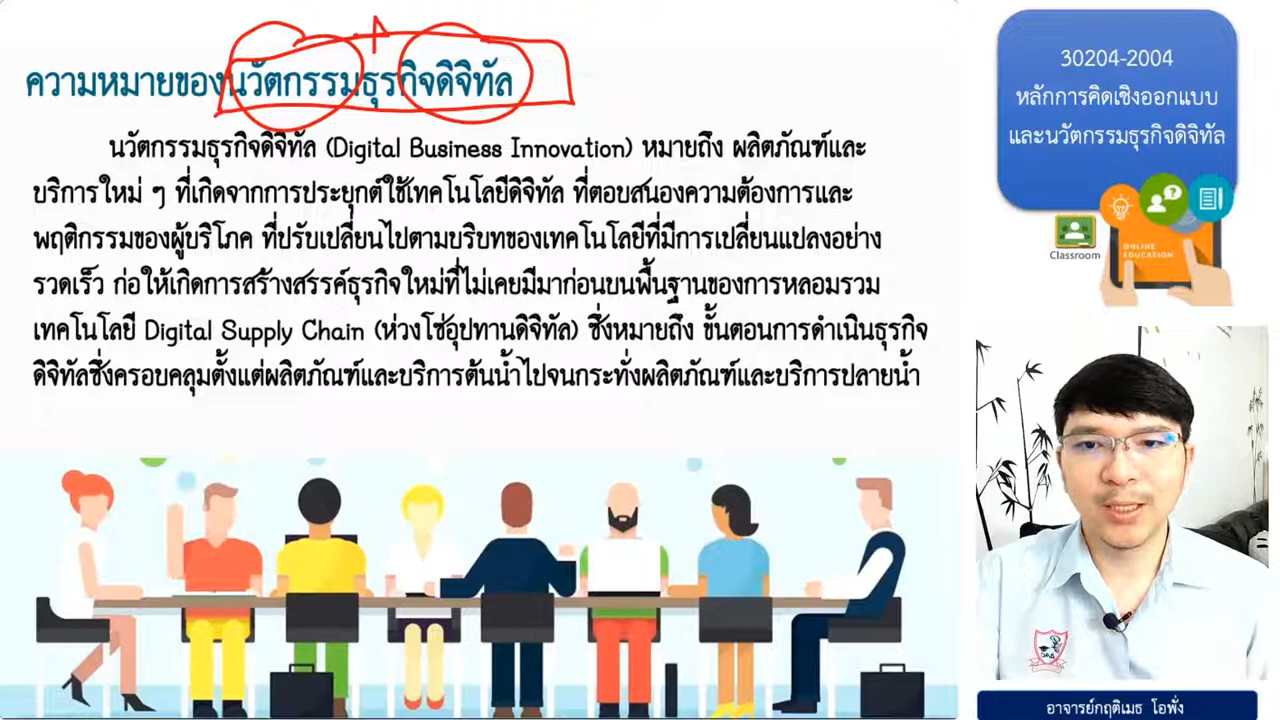 ความหมายของนวัตกรรมธุรกิจดิจิทัล
นวัตกรรมธุรกิจดิจิทัล (Digital Business Innovation) หมายถึง ผลิตภัณฑ์และ
บริการใหม่ ๆ ที่เกิดจากการประยุกต์ใช้เทคโนโลยีดิจิทัล ที่ตอบสนองความต้องการและ
พฤติกรรมของผู้บริโภค ที่ปรับเปลี่ยนไปตามบริบทของเทคโนโลยีที่มีการเปลี่ยนแปลงอย่าง
รวดเร็ว ก่อให้เกิดการสร้างสรรค์ธุรกิจใหม่ที่ไม่เคยมีมาก่อนบนพื้นฐานของการหลอมรวม
เทคโนโลยี Digital Supply Chain (ห่วงโซ่อุปทานดิจิทัล) ซึ่งหมายถึง ขั้นตอนการดำเนินธุรกิจ
ดิจิทัลซึ่งครอบคลุมตั้งแต่ผลิตภัณฑ์และบริการต้นน้ำไปจนกระทั่งผลิตภัณฑ์และบริการปลายน้ำ
30204-2004
หลักการคิดเชิงออกแบบ
และนวัตกรรมธุรกิจดิจิทัล
Classroom
ONLINE
EDUCATION
อาจารย์กฤติเมธ โอพั่ง